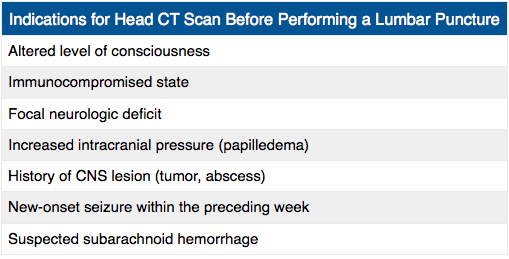 Indications for Head CT Scan Before Performing a Lumbar Puncture
Altered level of consciousness
Immunocompromised state
Focal neurologic deficit
Increased intracranial pressure (papilledema)
History of CNS lesion (tumor, abscess)
New-onset seizure within the preceding week
Suspected subarachnoid hemorrhage